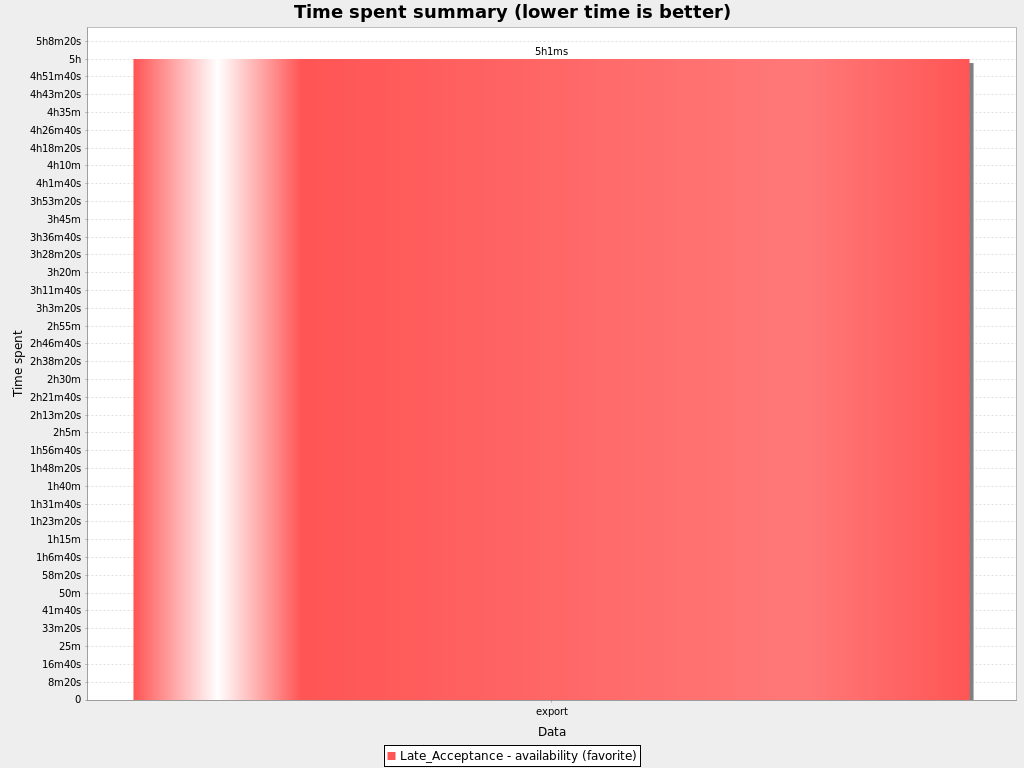 Time spent summary (lower time is better)
5h8m20s
5h
4h51m40s
4h43m20s
4h35m
4h26m40s
4h18m20s
4h10m
4h1m40s
3h53m20s
3h45m
3h36m40s
3h28m20s
3h20m
3h11m40s
3h3m20s
2h55m
2h46m40s
2h38m20s
2h30m
2h21m40s
2h13m20s
2h5m
1h56m40s
1h48m20s
1h40m
1h31m40s
1h23m20s
1h15m
1h6m40s
58m20s
50m
41m40s
33m20s
25m
16m40s
8m20s
0
Time spent
5h1ms
export
Data
Late_Acceptance - availability (favorite)